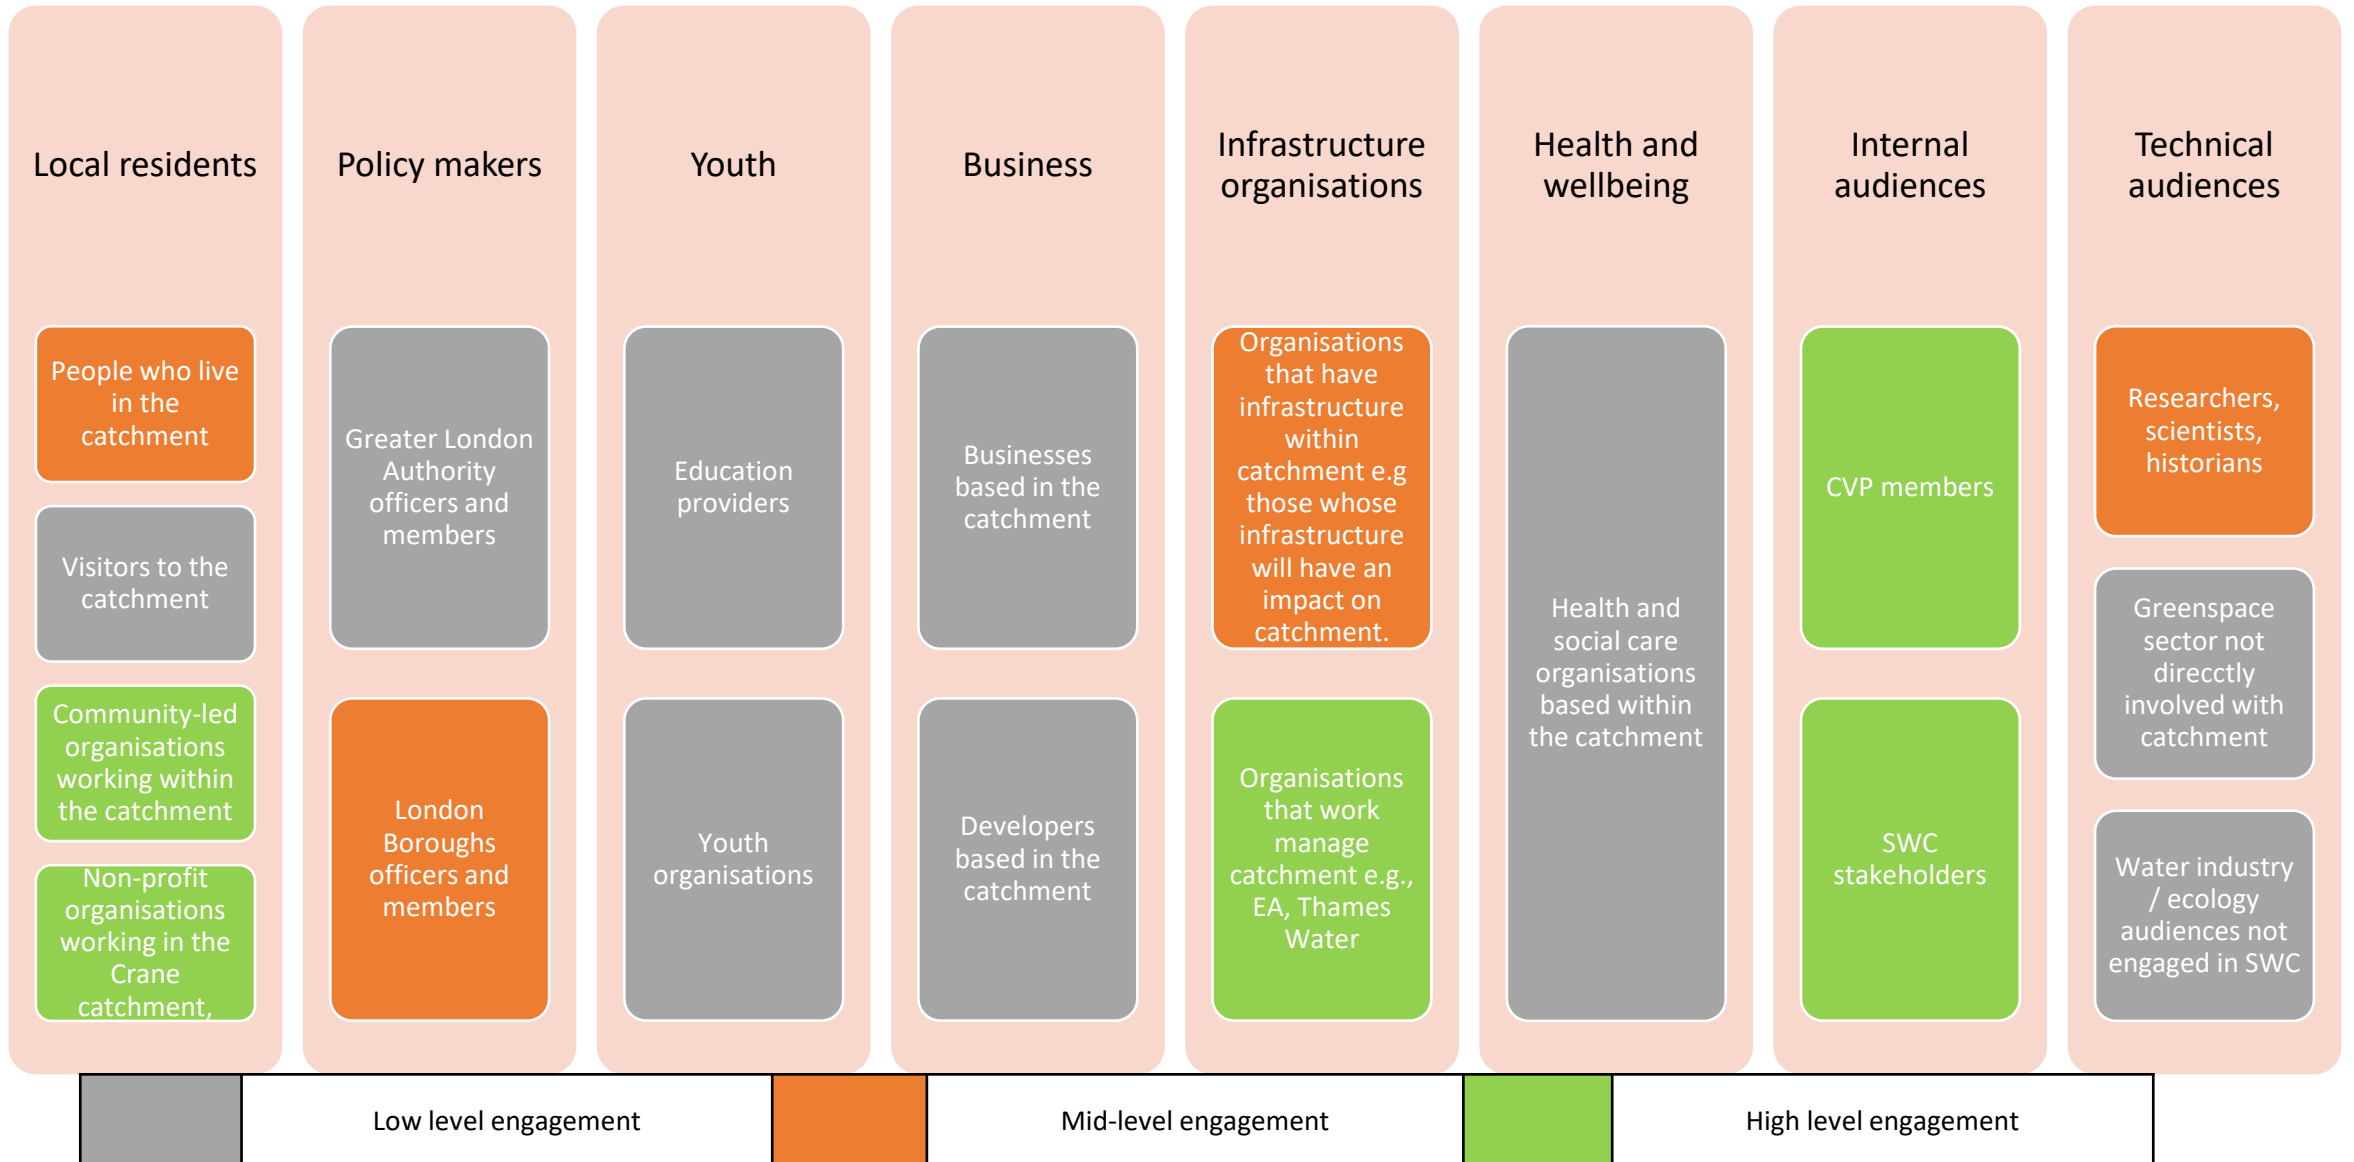 Local residents
People who live
in the
catchment
Visitors to the
catchment
Community-led
organisations
working within
the catchment
Non-profit
organisations
working in the
Crane
catchment,
Policy makers
Greater London
Authority
officers and
members
London
Boroughs
officers and
members
Youth
Education
providers
Youth
organisations
Business
Businesses
based in the
catchment
Developers
based in the
catchment
Infrastructure
organisations
Organisations
that have
infrastructure
within
catchment e.g
those whose
infrastructure
will have an
impact on
catchment.
Organisations
that work
manage
catchment e.g.,
EA, Thames
Water
Health and
wellbeing
Health and
social care
organisations
based within
the catchment
Internal
audiences
CVP members
SWC
stakeholders
Technical
audiences
Researchers,
scientists,
historians
Greenspace
sector not
direcctly
involved with
catchment
Water industry
/ ecology
audiences not
engaged in SWC
Low level engagement
Mid-level engagement
High level engagement